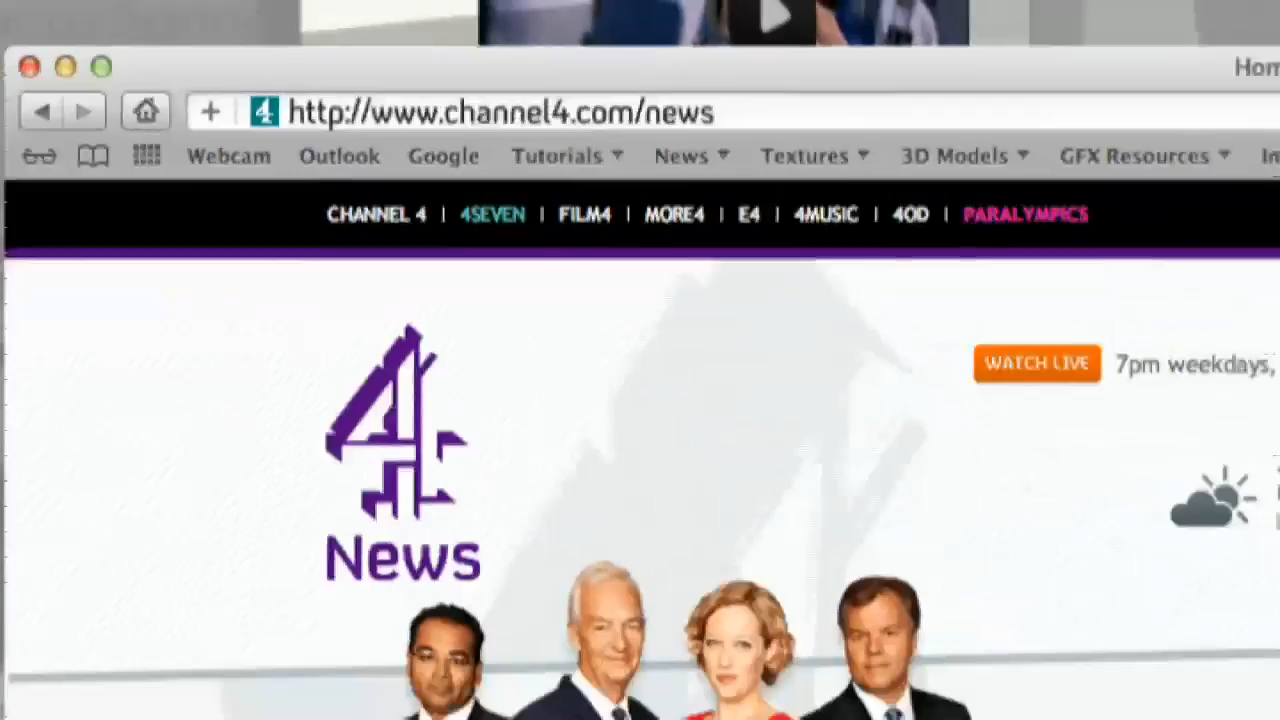 Hom
http://www.channel4.com/news
Webcam Outlook Google Tutorials News Textures 3D Models GFX Resources
CHANNEL 4 | 4SEVEN | FILM4 | MORE4 | E4 | 4MUSIC | 4OD | PARALYMPICS
WATCH LIVE 7pm weekdays,
4
News